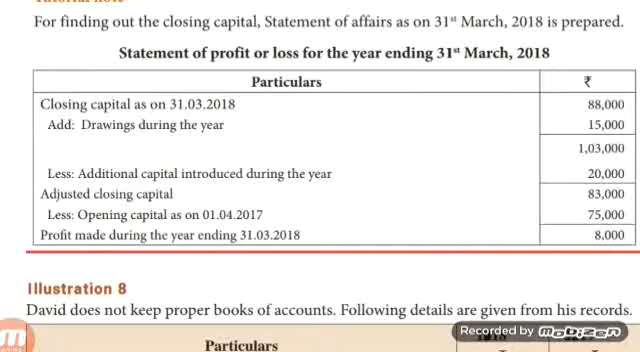 For finding out the closing capital, Statement of affairs as on 31st March, 2018 is prepared.
Statement of profit or loss for the year ending 31st March, 2018
Particulars ₹
Closing capital as on 31.03.2018 88,000
Add: Drawings during the year 15,000
1,03,000
Less: Additional capital introduced during the year 20,000
Adjusted closing capital 83,000
Less: Opening capital as on 01.04.2017 75,000
Profit made during the year ending 31.03.2018 8,000
Illustration 8
David does not keep proper books of accounts. Following details are given from his records.
Recorded by mobizen
Particulars